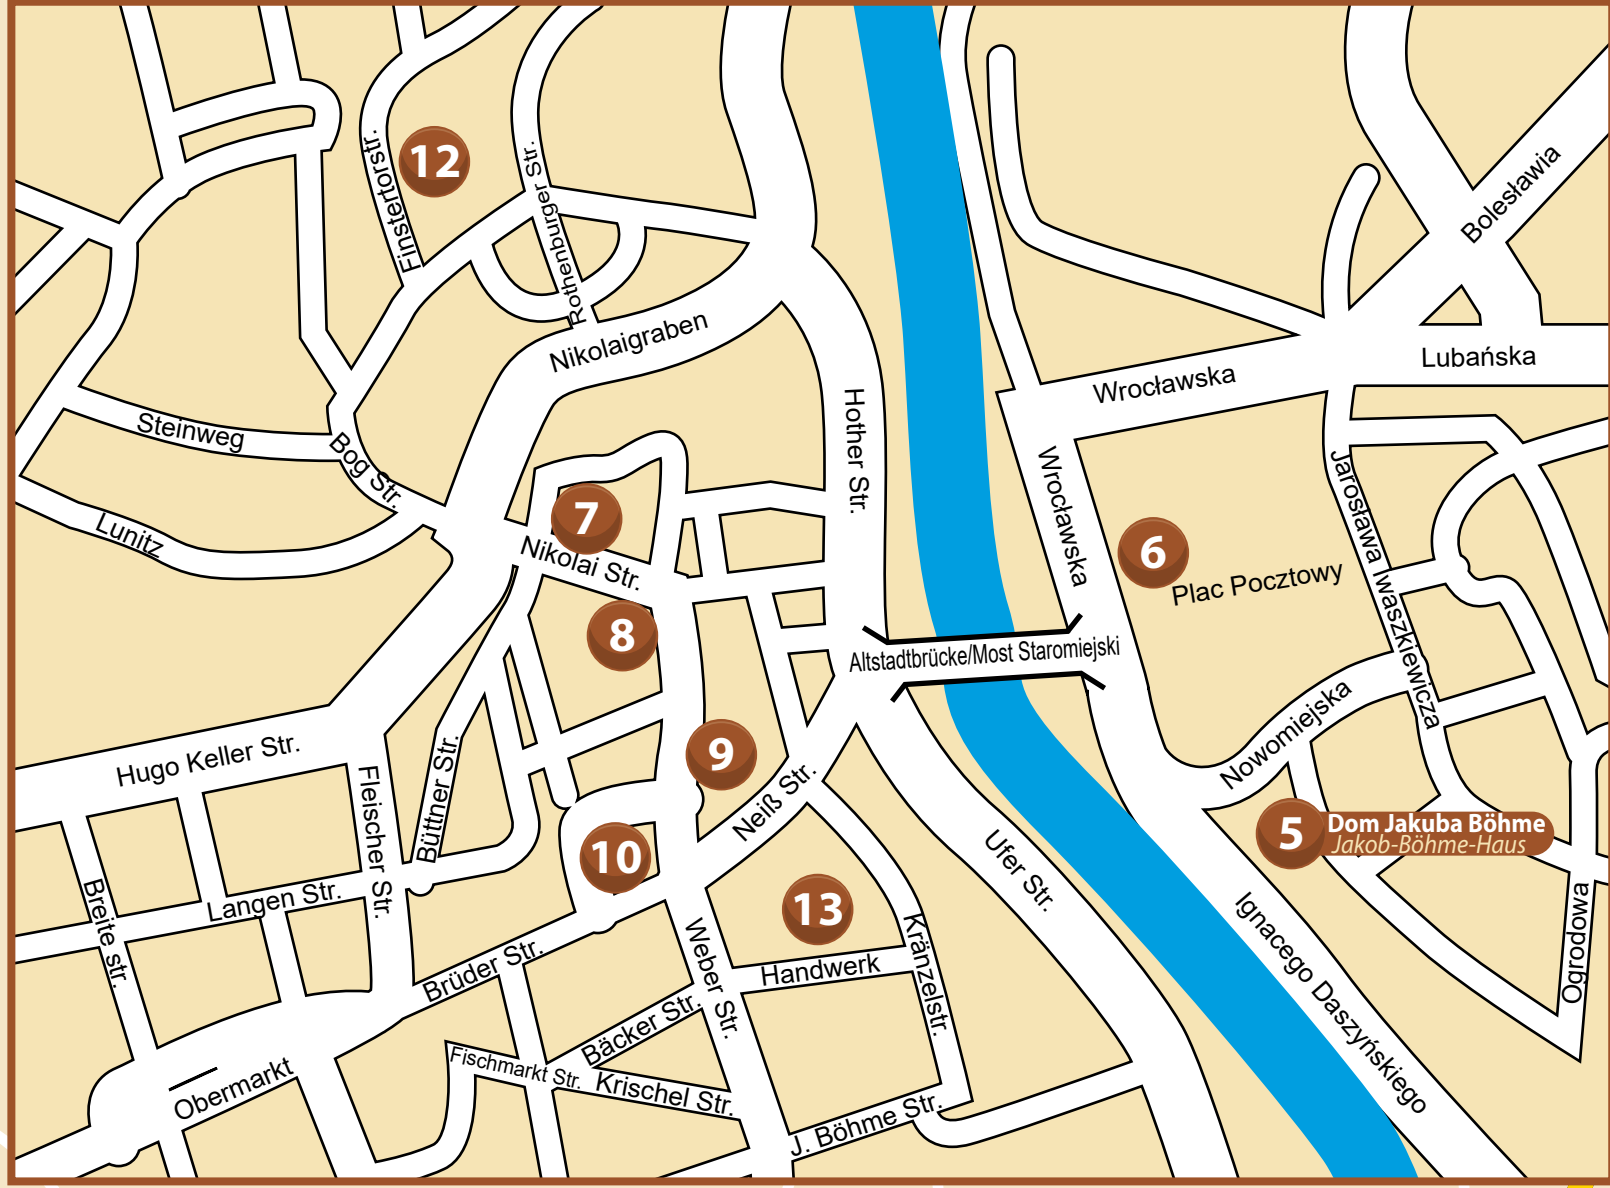 12
Finstertorstr.
Rothenburger Str.
Nikolaigraben
Bolesławia
Lubańska
Wrocławska
Steinweg
Bog Str.
Lunitz
Hother Str.
Wrocławska
Jarosława Iwaszkiewicza
7
Nikolai Str.
6
Plac Pocztowy
8
Altstadtbrücke/Most Staromiejski
Nowomiejska
Hugo Keller Str.
Fleischer Str.
Büttner Str.
9
Neiß Str.
5
Dom Jakuba Böhme
Jakob-Böhme-Haus
10
Ufer Str.
13
Breite str.
Langen Str.
Brüder Str.
Weber Str.
Handwerk
Kränzelstr.
Ignacego Daszyńskiego
Ogrodowa
Bäcker Str.
Fischmarkt Str.
Krischel Str.
Obermarkt
J. Böhme Str.